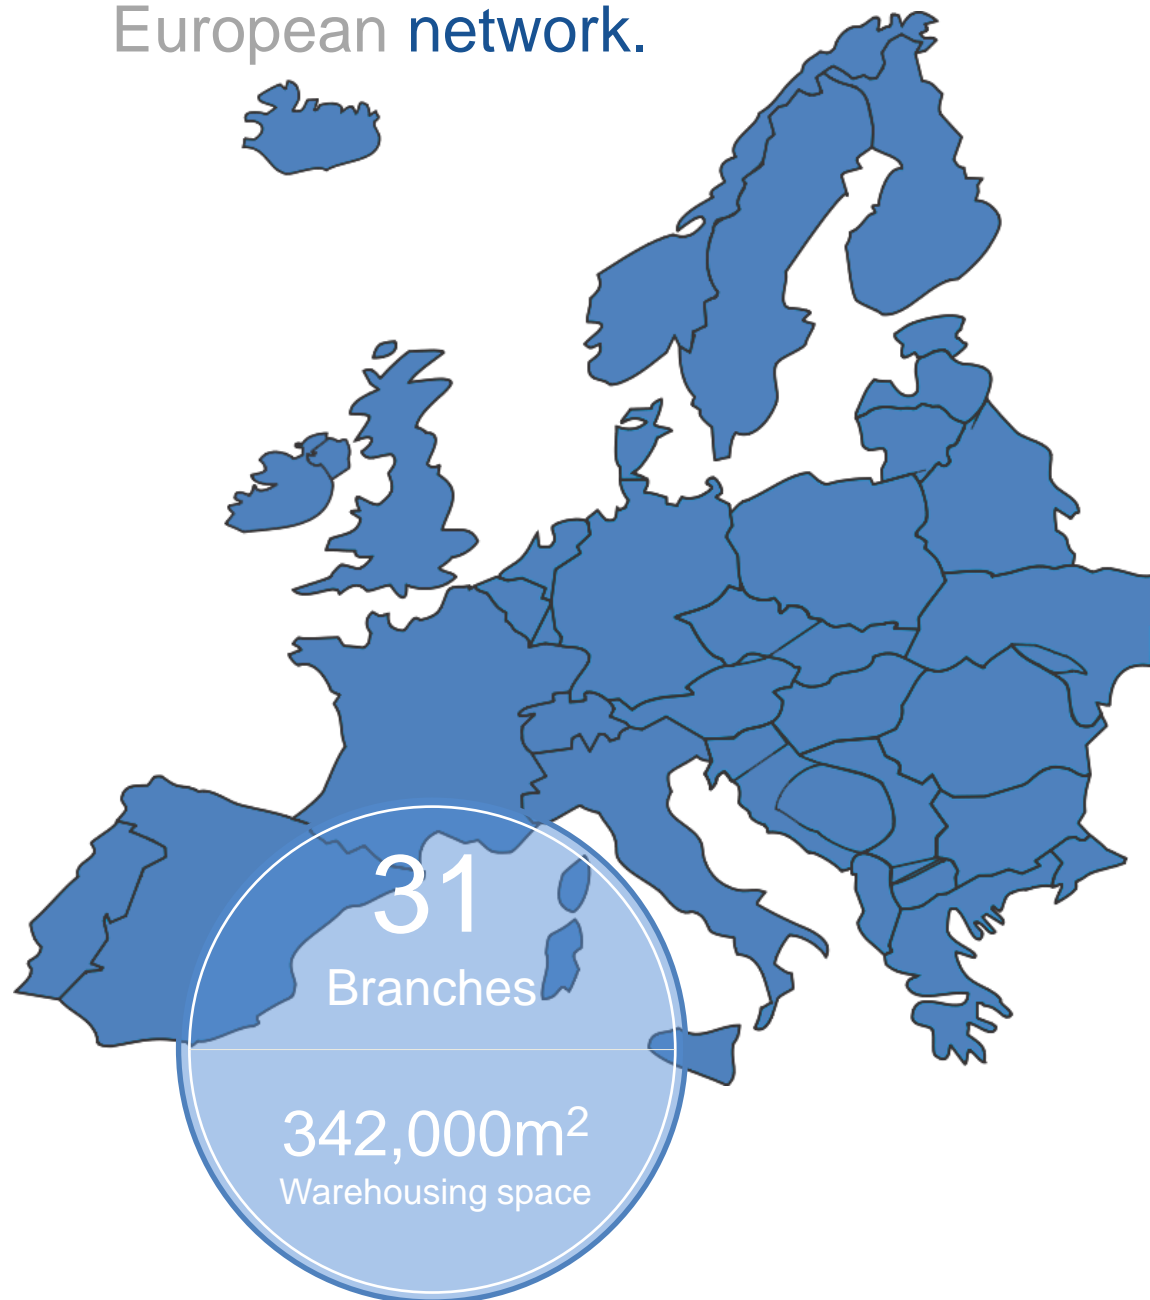 European network.
31
Branches
342,000m²
Warehousing space